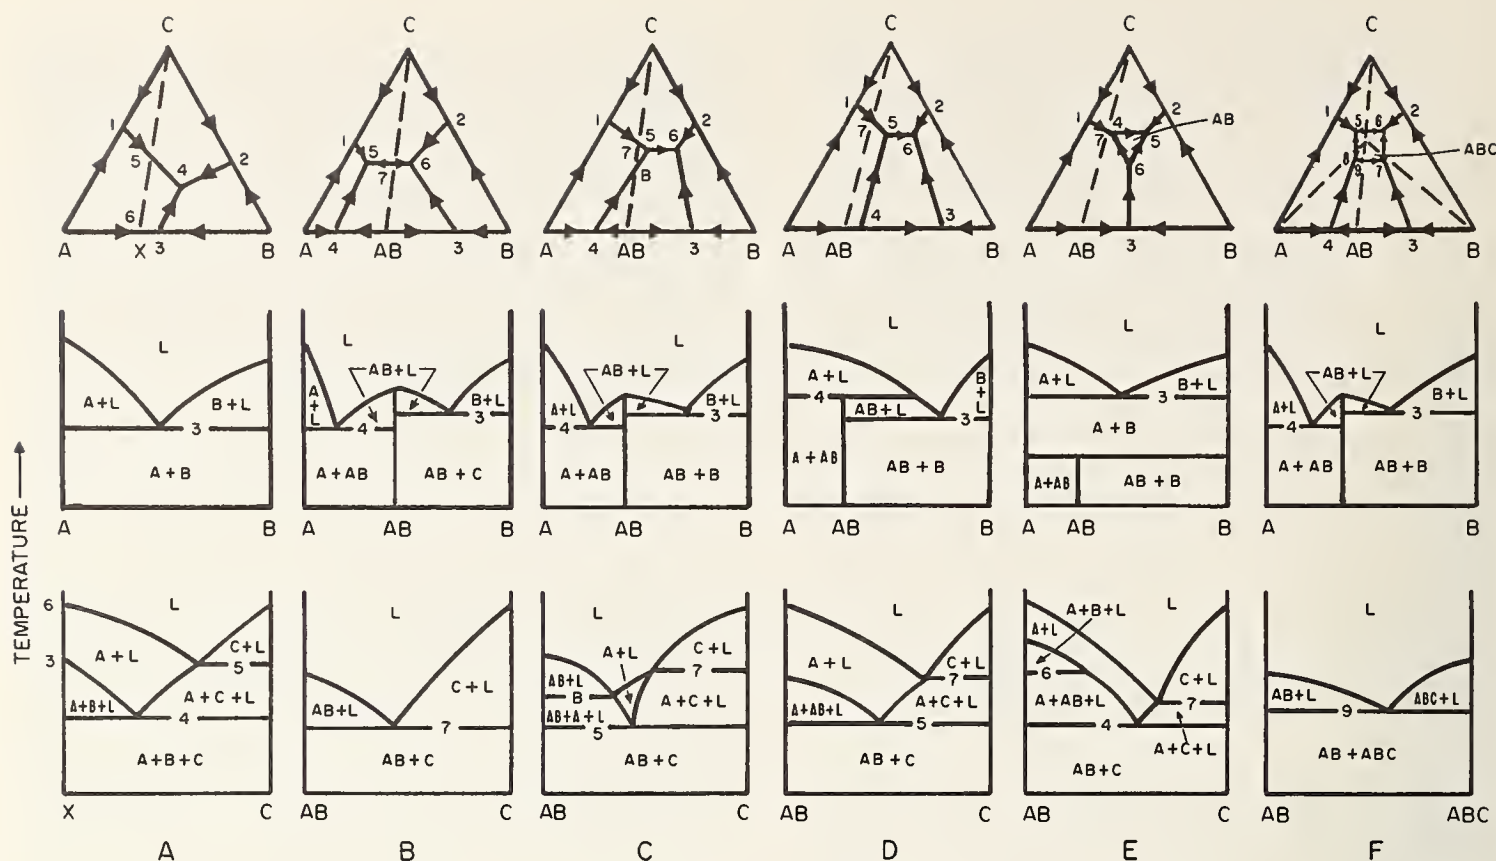 C C C C C C
1 2 5 4 6 3
1 2 5 6 7 4 3
1 2 5 6 7 B 4 3
1 2 5 6 7 4 3
1 2 4 5 7 6 3 AB
1 2 5 6 8 7 9 4 3 ABC
A X B
A AB B
A AB B
A AB B
A AB B
A AB B
L
A+L B+L
3
A+B
A B
L
A+L AB+L B+L
4 3
A+AB AB+C
A AB B
L
AB+L
A+L B+L
4 3
A+AB AB+B
A AB B
L
A+L B+L
4 AB+L 3
A+AB AB+B
A AB B
L
A+L B+L
3
A+B
A+AB AB+B
A AB B
L
AB+L
A+L B+L
4 3
A+AB AB+B
A AB B
TEMPERATURE
6 L
A+L C+L
3 5
A+B+L A+C+L
4
A+B+C
X C
L
AB+L C+L
7
AB+C
AB C
L
A+L C+L
AB+L 7
B A+C+L
AB+A+L
5
AB+C
AB C
L
A+L C+L
7
A+AB+L A+C+L
5
AB+C
AB C
A+B+L L
A+L
6 C+L
A+AB+L 7
4 A+C+L
AB+C
AB C
L
AB+L ABC+L
9
AB+ABC
AB ABC
A B C D E F